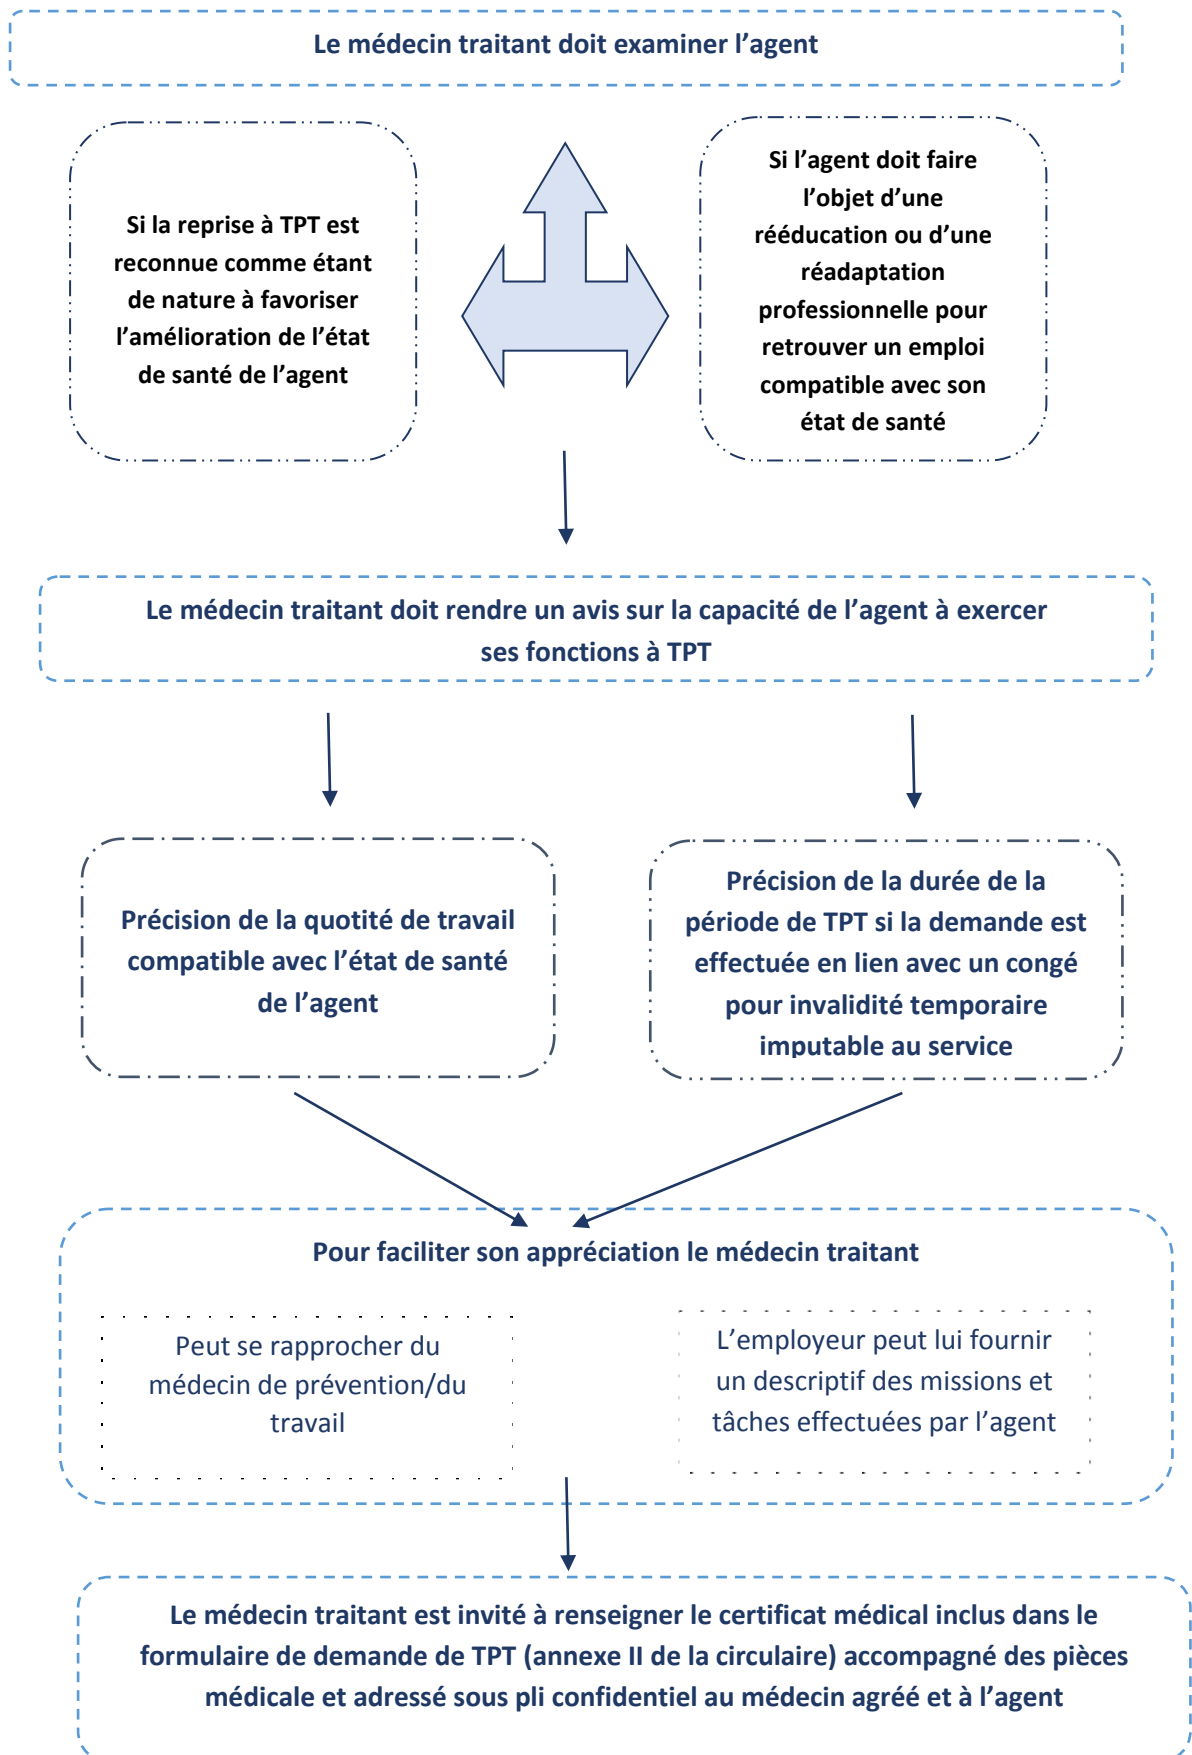 Le médecin traitant doit examiner l’agent
Si la reprise à TPT est
reconnue comme étant
de nature à favoriser
l’amélioration de l’état
de santé de l’agent
Si l’agent doit faire
l’objet d’une
rééducation ou d’une
réadaptation
professionnelle pour
retrouver un emploi
compatible avec son
état de santé
Le médecin traitant doit rendre un avis sur la capacité de l’agent à exercer
ses fonctions à TPT
Précision de la quotité de travail
compatible avec l’état de santé
de l’agent
Précision de la durée de la
période de TPT si la demande est
effectuée en lien avec un congé
pour invalidité temporaire
imputable au service
Pour faciliter son appréciation le médecin traitant
Peut se rapprocher du
médecin de prévention/du
travail
L’employeur peut lui fournir
un descriptif des missions et
tâches effectuées par l’agent
Le médecin traitant est invité à renseigner le certificat médical inclus dans le
formulaire de demande de TPT (annexe II de la circulaire) accompagné des pièces
médicale et adressé sous pli confidentiel au médecin agréé et à l’agent